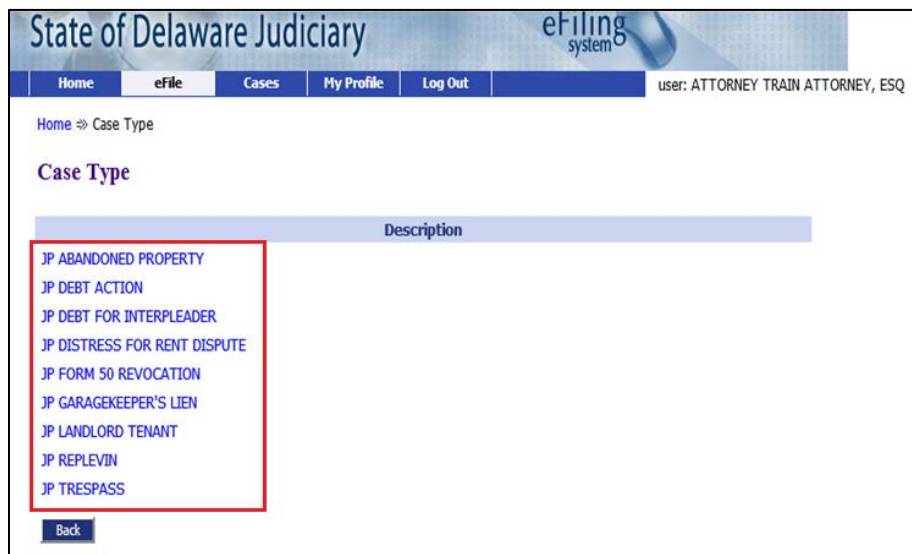 State of Delaware Judiciary eFiling system
Home eFile Cases My Profile Log Out user: ATTORNEY TRAIN ATTORNEY, ESQ
Home ⇨ Case Type
Case Type
Description
JP ABANDONED PROPERTY
JP DEBT ACTION
JP DEBT FOR INTERPLEADER
JP DISTRESS FOR RENT DISPUTE
JP FORM 50 REVOCATION
JP GARAGEKEEPER'S LIEN
JP LANDLORD TENANT
JP REPLEVIN
JP TRESPASS
Back